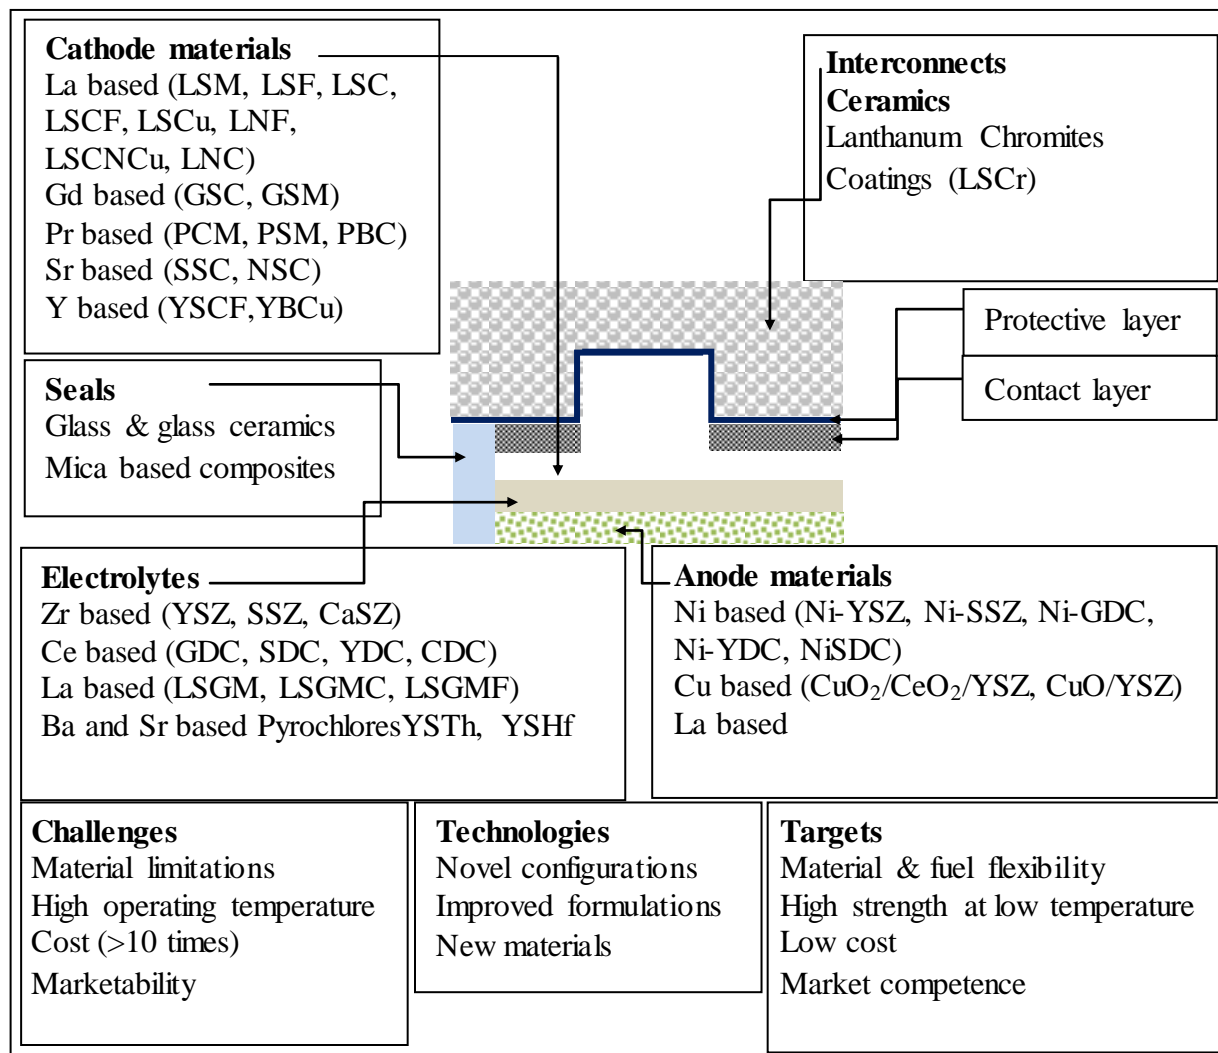 Cathode materials
La based (LSM, LSF, LSC,
LSCF, LSCu, LNF,
LSCNCu, LNC)
Gd based (GSC, GSM)
Pr based (PCM, PSM, PBC)
Sr based (SSC, NSC)
Y based (YSCF,YBCu)
Interconnects
Ceramics
Lanthanum Chromites
Coatings (LSCr)
Protective layer
Contact layer
Seals
Glass & glass ceramics
Mica based composites
Electrolytes
Zr based (YSZ, SSZ, CaSZ)
Ce based (GDC, SDC, YDC, CDC)
La based (LSGM, LSGMC, LSGMF)
Ba and Sr based PyrochloresYSTh, YSHf
Anode materials
Ni based (Ni-YSZ, Ni-SSZ, Ni-GDC,
Ni-YDC, NiSDC)
Cu based (CuO₂/CeO₂/YSZ, CuO/YSZ)
La based
Challenges
Material limitations
High operating temperature
Cost (>10 times)
Marketability
Technologies
Novel configurations
Improved formulations
New materials
Targets
Material & fuel flexibility
High strength at low temperature
Low cost
Market competence